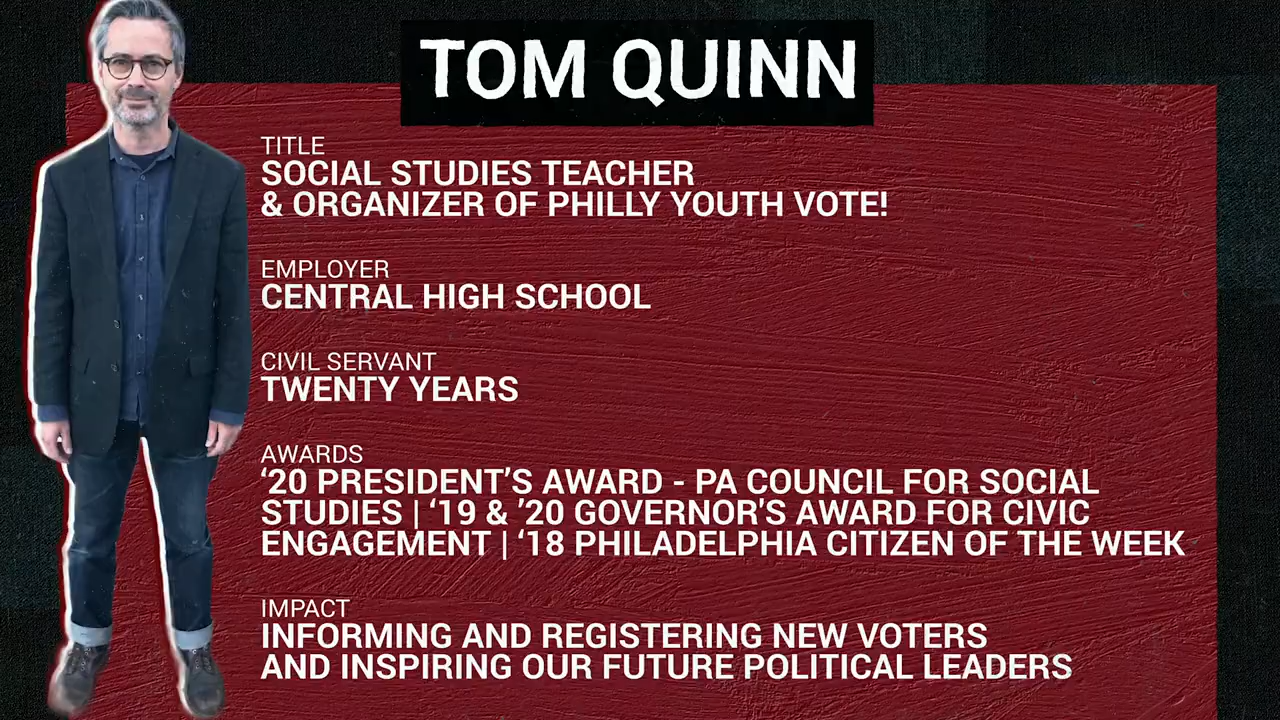 TOM QUINN
TITLE
SOCIAL STUDIES TEACHER
& ORGANIZER OF PHILLY YOUTH VOTE!
EMPLOYER
CENTRAL HIGH SCHOOL
CIVIL SERVANT
TWENTY YEARS
AWARDS
‘20 PRESIDENT'S AWARD - PA COUNCIL FOR SOCIAL
STUDIES | ‘19 & ’20 GOVERNOR'S AWARD FOR CIVIC
ENGAGEMENT | ‘18 PHILADELPHIA CITIZEN OF THE WEEK
IMPACT
INFORMING AND REGISTERING NEW VOTERS
AND INSPIRING OUR FUTURE POLITICAL LEADERS